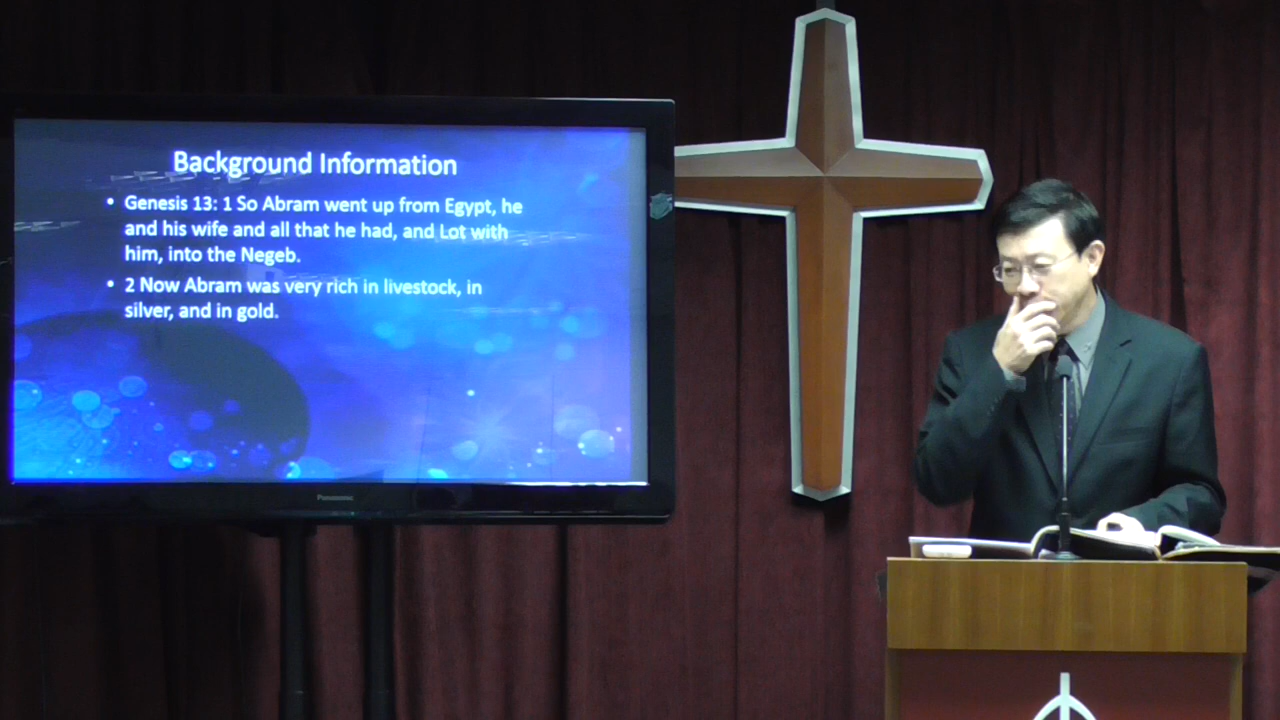 Background Information
• Genesis 13: 1 So Abram went up from Egypt, he
and his wife and all that he had, and Lot with
him, into the Negeb.
• 2 Now Abram was very rich in livestock, in
silver, and in gold.
Panasonic